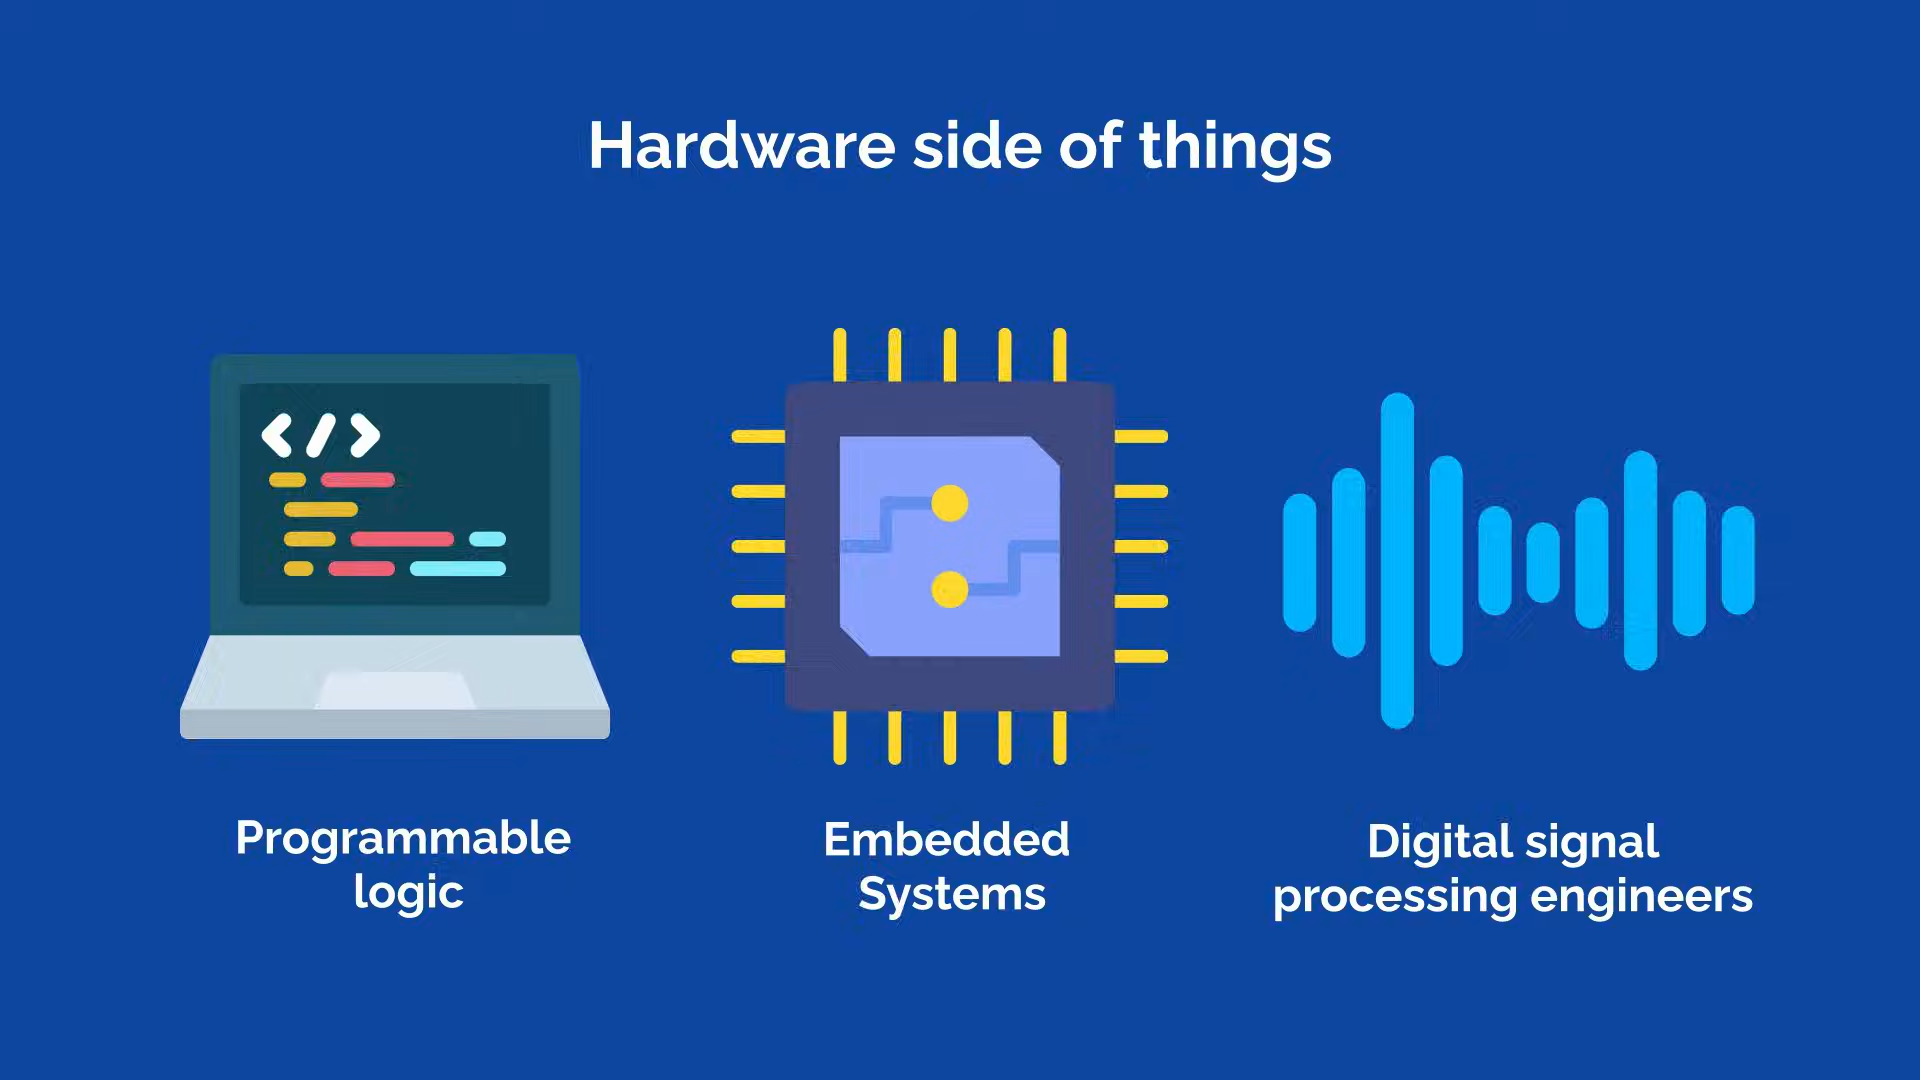 Hardware side of things
</>
Programmable
logic
Embedded
Systems
Digital signal
processing engineers